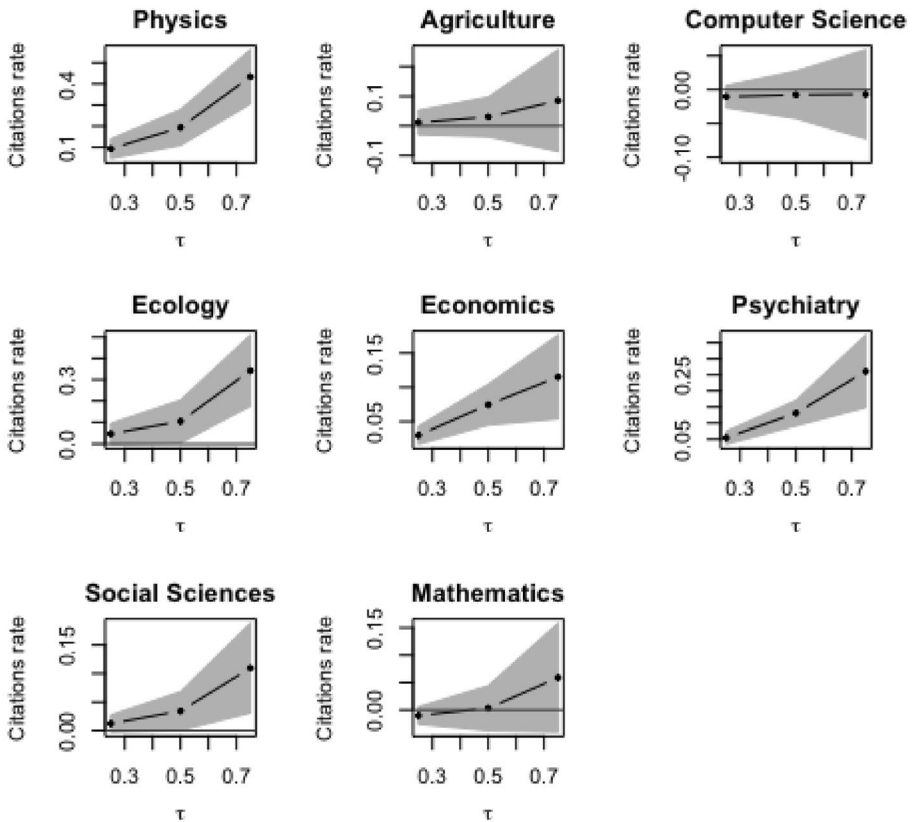 Physics
Citations rate
0.4
0.1
0.3 0.5 0.7
τ
Agriculture
Citations rate
0.1
-0.1
0.3 0.5 0.7
τ
Computer Science
Citations rate
0.00
-0.10
0.3 0.5 0.7
τ
Ecology
Citations rate
0.3
0.0
0.3 0.5 0.7
τ
Economics
Citations rate
0.15
0.05
0.3 0.5 0.7
τ
Psychiatry
Citations rate
0.25
0.05
0.3 0.5 0.7
τ
Social Sciences
Citations rate
0.15
0.00
0.3 0.5 0.7
τ
Mathematics
Citations rate
0.15
0.00
0.3 0.5 0.7
τ